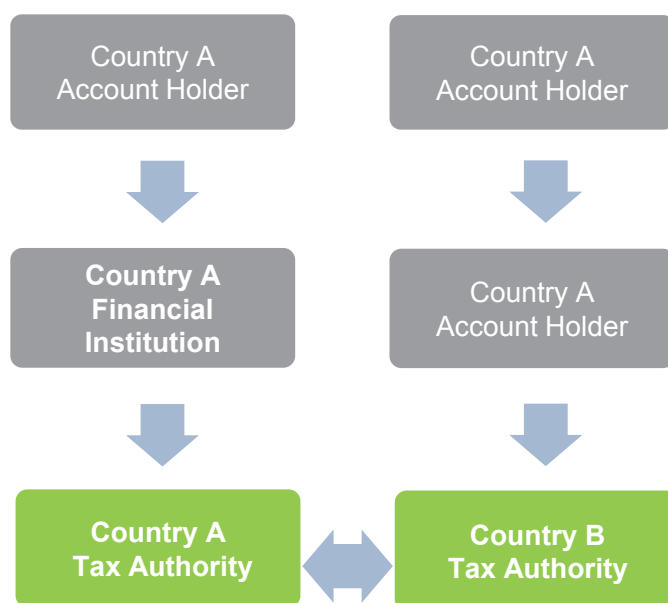 Country A
Account Holder
Country A
Account Holder
Country A
Financial
Institution
Country A
Account Holder
Country A
Tax Authority
Country B
Tax Authority